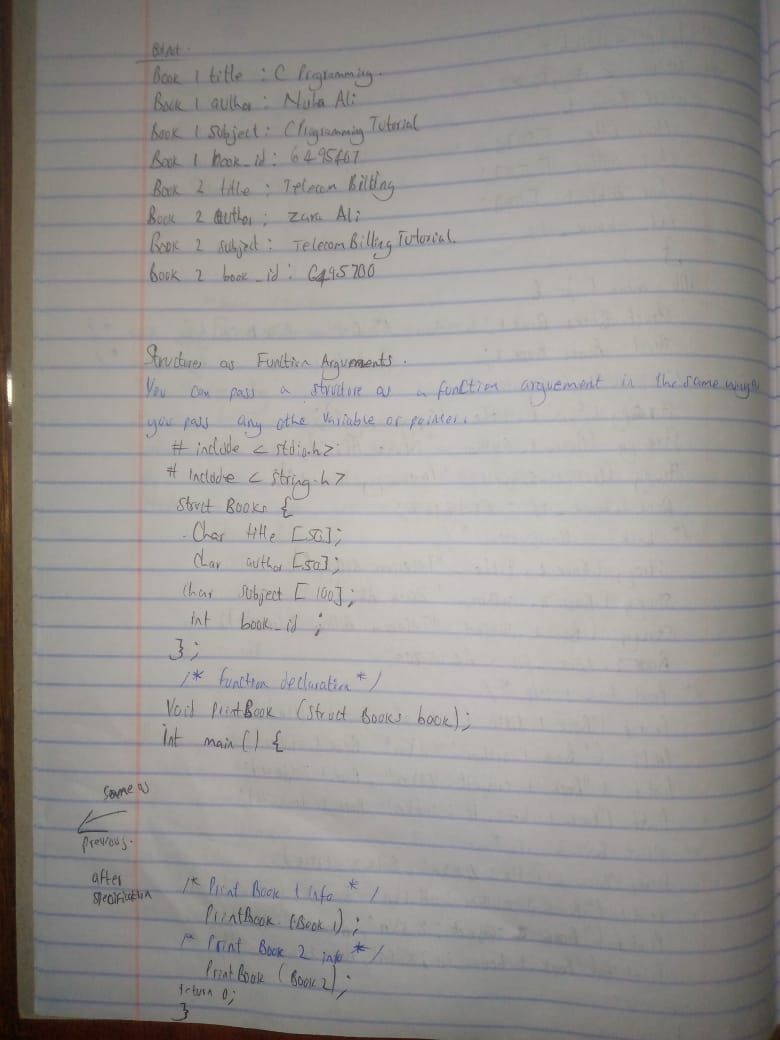 Book 1 title : C Programming.
Book 1 author : Nuha Ali
Book 1 subject : C Programming Tutorial
Book 1 book_id : 6495407
Book 2 title : Telecom Billing
Book 2 author : Zara Ali
Book 2 subject : Telecom Billing Tutorial.
Book 2 book_id : 6495700
Structures as Function Arguements.
You can pass a structure as a function arguement in the same way as
you pass any othe variable or pointer.
# include < stdio.h>
# include < string.h >
Struct Books {
Char title [50];
Char author [50];
Char subject [100];
int book_id ;
};
/* function declaration */
Void PrintBook (Struct Books book);
int main() {
Same as
Previous.
after
specification
/* Print Book 1 info */
PrintBook (Book 1) ;
/* Print Book 2 info */
PrintBook (Book 2);
return 0;
}